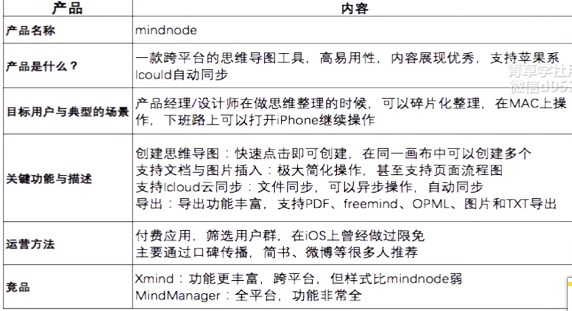 产品 内容
产品名称 mindnode
产品是什么？ 一款跨平台的思维导图工具，高易用性，内容展现优秀，支持苹果系
Icould自动同步
目标用户与典型的场景 产品经理/设计师在做思维整理的时候，可以碎片化整理，在MAC上操
作，下班路上可以打开iPhone继续操作
关键功能与描述
创建思维导图：快速点击即可创建，在同一画布中可以创建多个
支持文档与图片插入：极大简化操作，甚至支持页面流程图
支持Icloud云同步：文件同步，可以异步操作，自动同步
导出：导出功能丰富，支持PDF、freemind、OPML、图片和TXT导出
运营方法 付费应用，筛选用户群，在iOS上曾经做过限免
主要通过口碑传播，简书、微博等很多人推荐
竞品 Xmind：功能更丰富，跨平台，但样式比mindnode弱
MindManager：全平台，功能非常全